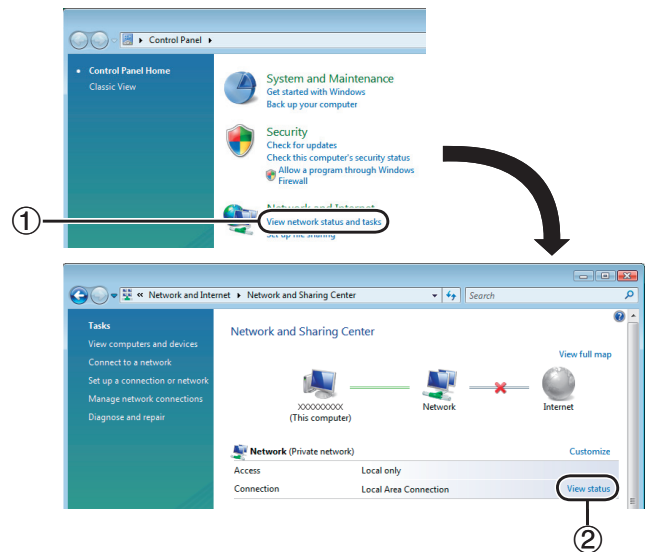 Control Panel
Control Panel Home
Classic View
System and Maintenance
Get started with Windows
Back up your computer
Security
Check for updates
Check this computer's security status
Allow a program through Windows
Firewall
Network and Internet
① View network status and tasks
Set up file sharing
« Network and Internet Network and Sharing Center Search
Tasks
View computers and devices
Connect to a network
Set up a connection or network
Manage network connections
Diagnose and repair
Network and Sharing Center
View full map
XXXXXXXXX
(This computer)
Network
Internet
Network (Private network) Customize
Access Local only
Connection Local Area Connection View status
②